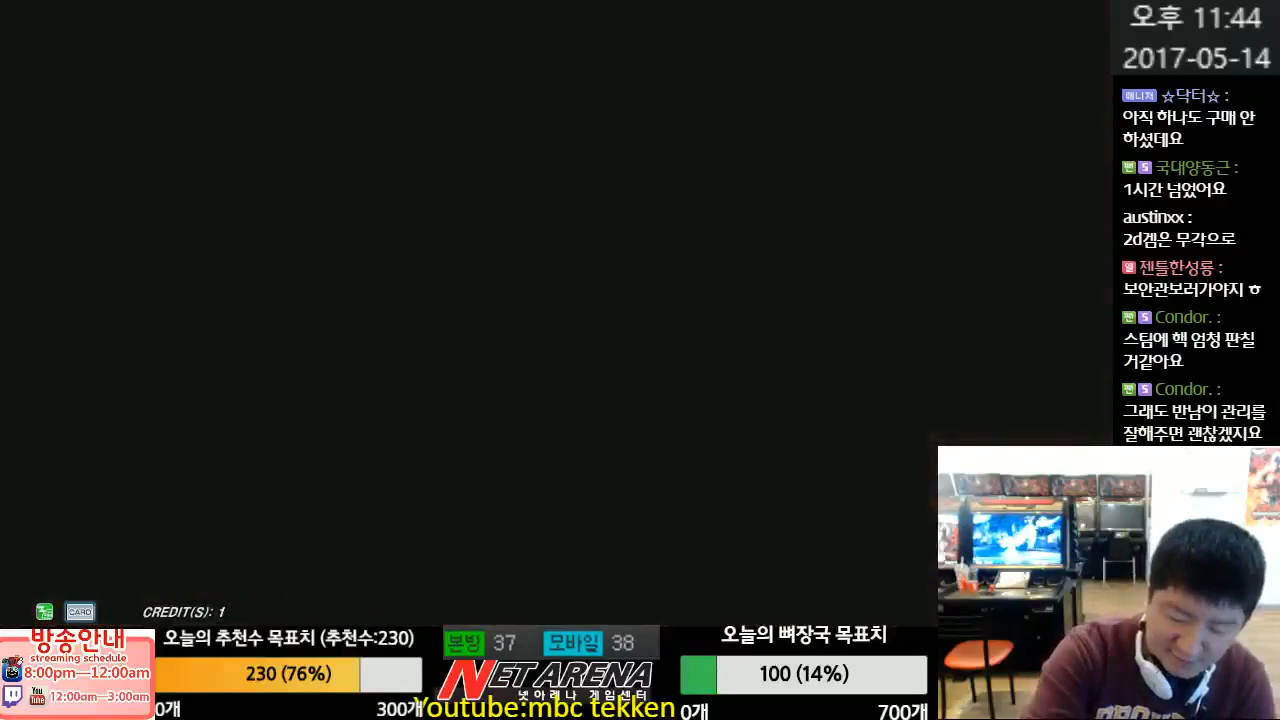 오후 11:44
2017-05-14
매니저 ☆닥터☆ :
아직 하나도 구매 안
하셨데요
팬 S 국대양동근 :
1시간 넘었어요
austinxx :
2d겜은 무각으로
열 젠틀한성룡 :
보안관보러가야지 ㅎ
팬 S Condor. :
스팀에 핵 엄청 판칠
거같아요
팬 S Condor. :
그래도 반남이 관리를
잘해주면 괜찮겠지요
CARD
CREDIT(S): 1
방송안내
streaming schedule
8:00pm—12:00am
You Tube 12:00am—3:00am
오늘의 추천수 목표치 (추천수:230)
230 (76%)
0개 300개
본방 37 모바일 38
NET ARENA
넷아레나 게임센터
Youtube:mbc tekken
오늘의 뼈장국 목표치
100 (14%)
0개 700개